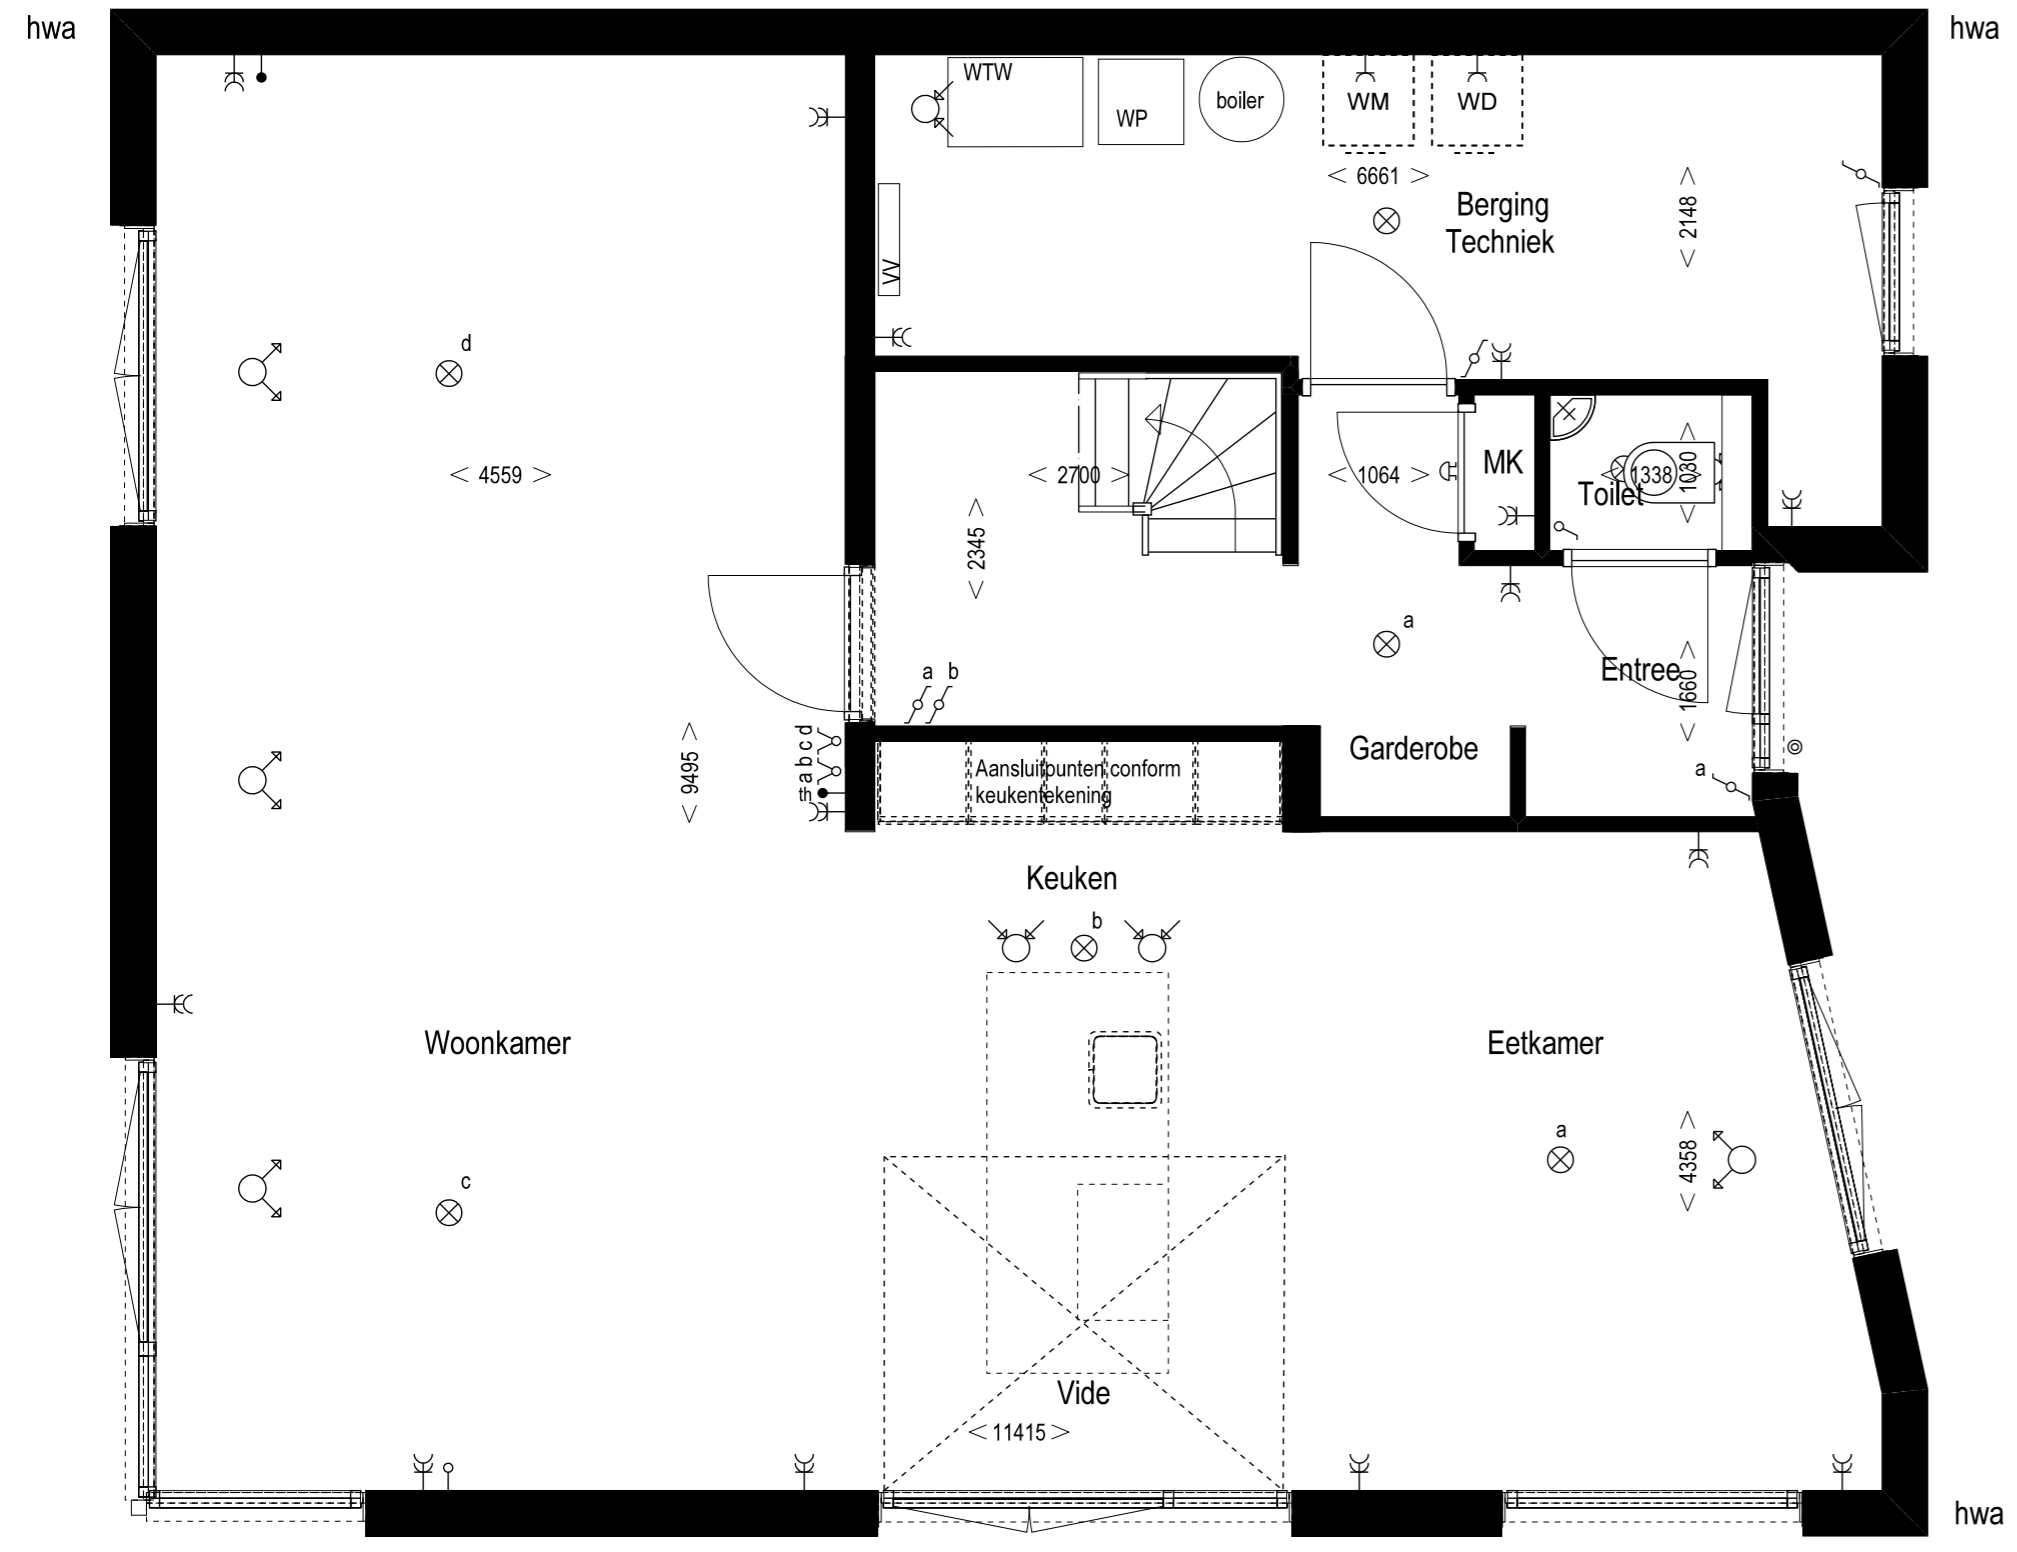 hwa
hwa
WTW
WP
boiler
WM
WD
6661
Berging
Techniek
2148
VV
d
4559
2700
1064
MK
1338
1030
Toilet
2345
a
a b
Entree
1660
a b c d
th
9495
Garderobe
a
Aansluitpunten conform
keukentekening
Keuken
b
Woonkamer
Eetkamer
a
4358
c
Vide
11415
hwa